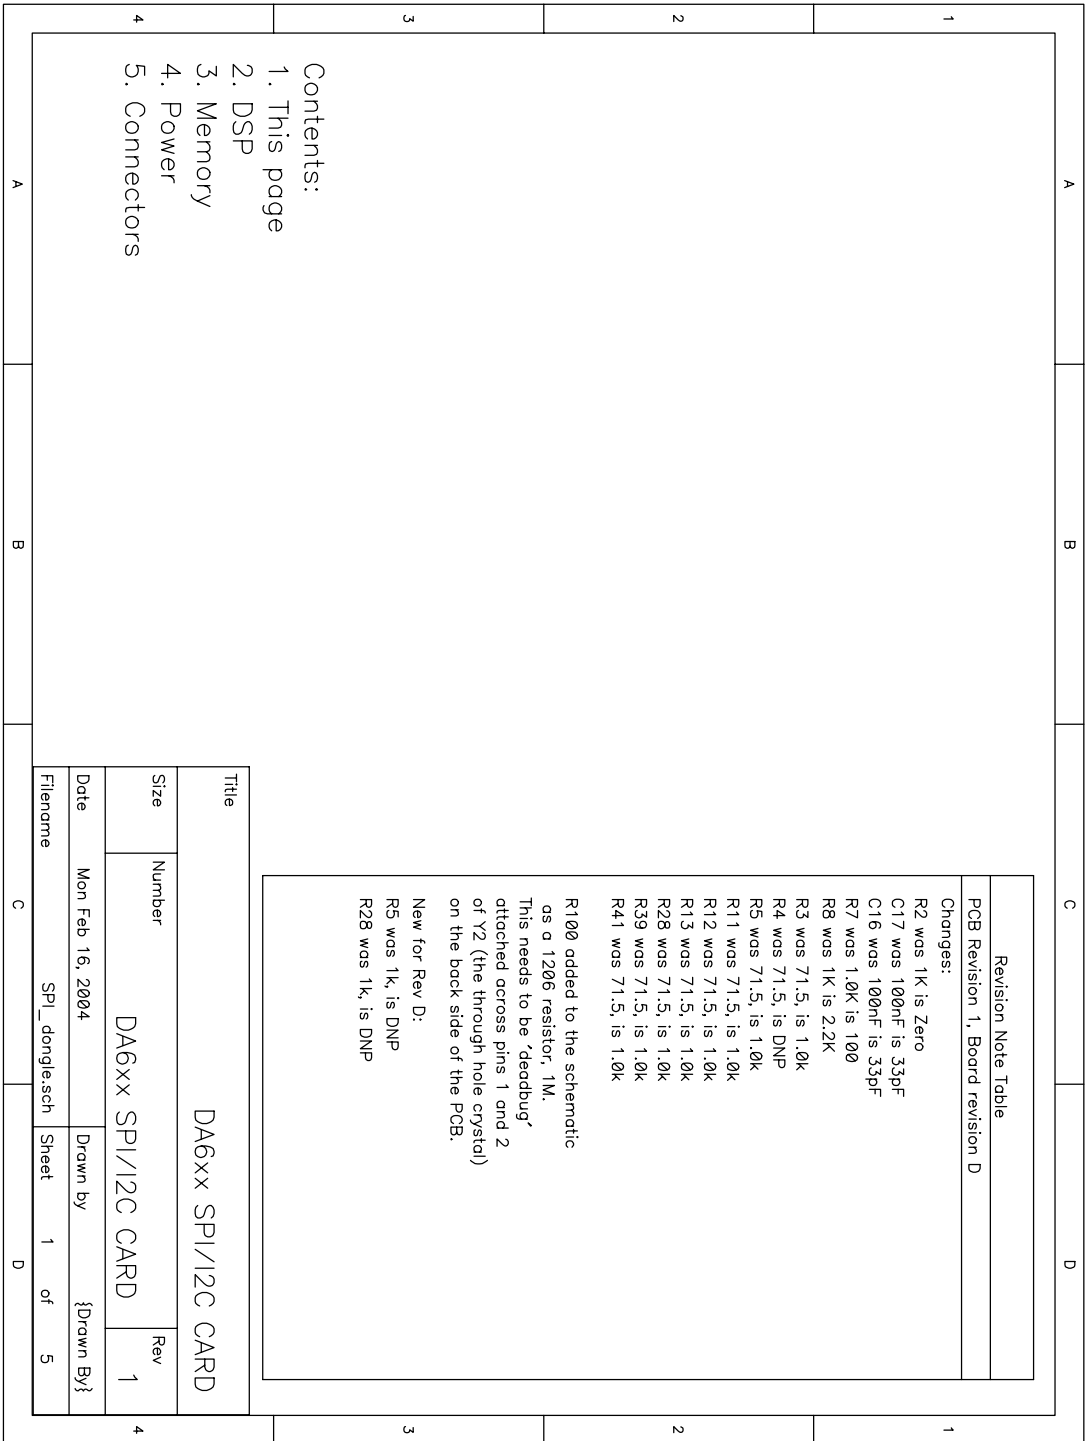 A
B
C
D
1
2
3
4
1
2
3
4
Revision Note Table
PCB Revision 1, Board revision D
Changes:
R2 was 1K is Zero
C17 was 100nF is 33pF
C16 was 100nF is 33pF
R7 was 1.0K is 100
R8 was 1K is 2.2K
R3 was 71.5, is 1.0k
R4 was 71.5, is DNP
R5 was 71.5, is 1.0k
R11 was 71.5, is 1.0k
R12 was 71.5, is 1.0k
R13 was 71.5, is 1.0k
R28 was 71.5, is 1.0k
R39 was 71.5, is 1.0k
R41 was 71.5, is 1.0k
R100 added to the schematic
as a 1206 resistor, 1M.
This needs to be 'deadbug'
attached across pins 1 and 2
of Y2 (the through hole crystal)
on the back side of the PCB.
New for Rev D:
R5 was 1k, is DNP
R28 was 1k, is DNP
Contents:
1. This page
2. DSP
3. Memory
4. Power
5. Connectors
Title
DA6xx SPI/I2C CARD
Size
Number
DA6xx SPI/I2C CARD
Rev
1
Date Mon Feb 16, 2004
Drawn by {Drawn By}
Filename SPI_dongle.sch
Sheet 1 of 5
A
B
C
D